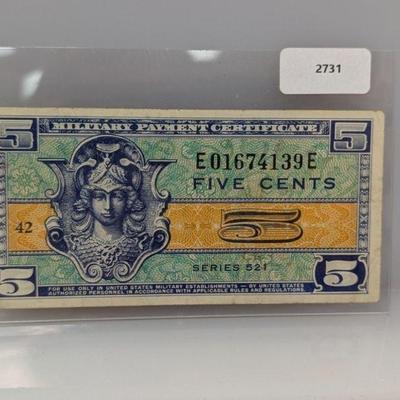 2731
5 MILITARY PAYMENT CERTIFICATE 5
E01674139E
FIVE CENTS
42
5
SERIES 521
5 5
FOR USE ONLY IN UNITED STATES MILITARY ESTABLISHMENTS — BY UNITED STATES
AUTHORIZED PERSONNEL IN ACCORDANCE WITH APPLICABLE RULES AND REGULATIONS